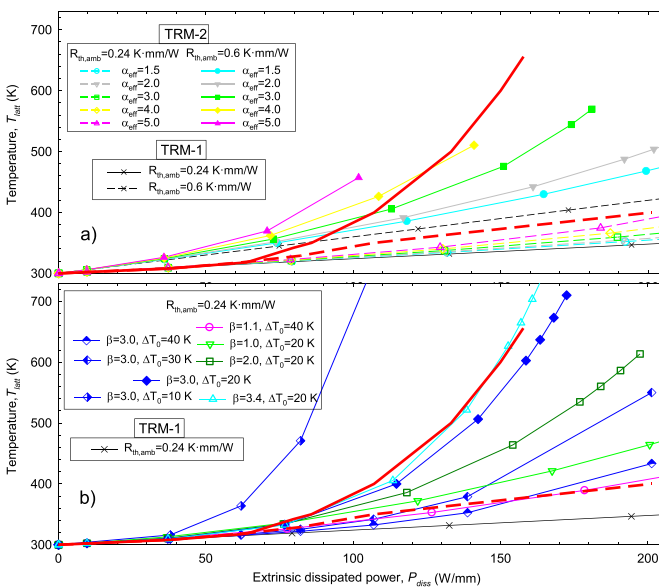 700
600
500
400
300
Temperature, T_latt (K)
TRM-2
R_th,amb=0.24 K·mm/W R_th,amb=0.6 K·mm/W
α_eff=1.5 α_eff=1.5
α_eff=2.0 α_eff=2.0
α_eff=3.0 α_eff=3.0
α_eff=4.0 α_eff=4.0
α_eff=5.0 α_eff=5.0
TRM-1
R_th,amb=0.24 K·mm/W
R_th,amb=0.6 K·mm/W
a)
700
600
500
400
300
Temperature, T_latt (K)
R_th,amb=0.24 K·mm/W
β=3.0, ΔT_0=40 K β=1.1, ΔT_0=40 K
β=3.0, ΔT_0=30 K β=1.0, ΔT_0=20 K
β=2.0, ΔT_0=20 K
β=3.0, ΔT_0=20 K
β=3.0, ΔT_0=10 K β=3.4, ΔT_0=20 K
TRM-1
R_th,amb=0.24 K·mm/W
b)
0 50 100 150 200
Extrinsic dissipated power, P_diss (W/mm)